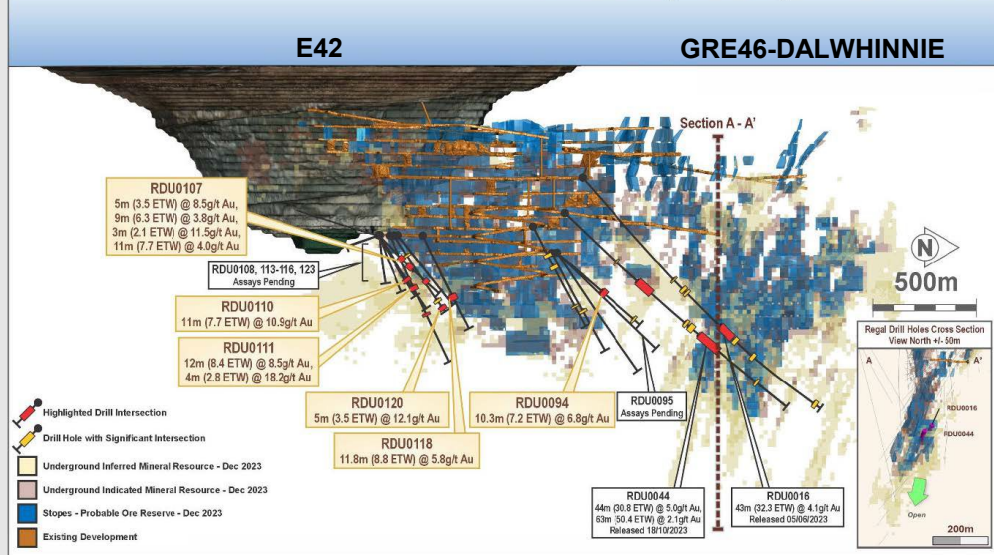 E42
GRE46-DALWHINNIE
Section A - A'
RDU0107
5m (3.5 ETW) @ 8.5g/t Au,
9m (6.3 ETW) @ 3.8g/t Au,
3m (2.1 ETW) @ 11.5g/t Au,
11m (7.7 ETW) @ 4.0g/t Au
RDU0108, 113-116, 123
Assays Pending
RDU0110
11m (7.7 ETW) @ 10.9g/t Au
RDU0111
12m (8.4 ETW) @ 8.5g/t Au,
4m (2.8 ETW) @ 18.2g/t Au
RDU0120
5m (3.5 ETW) @ 12.1g/t Au
RDU0118
11.8m (8.8 ETW) @ 5.8g/t Au
RDU0094
10.3m (7.2 ETW) @ 6.8g/t Au
RDU0095
Assays Pending
RDU0044
44m (30.8 ETW) @ 5.0g/t Au,
63m (50.4 ETW) @ 2.1g/t Au
Released 18/10/2023
RDU0016
43m (32.3 ETW) @ 4.1g/t Au
Released 05/06/2023
N
500m
Regal Drill Holes Cross Section
View North +/- 50m
A
A'
RDU0016
RDU0044
Open
200m
Highlighted Drill Intersection
Drill Hole with Significant Intersection
Underground Inferred Mineral Resource - Dec 2023
Underground Indicated Mineral Resource - Dec 2023
Stopes - Probable Ore Reserve - Dec 2023
Existing Development